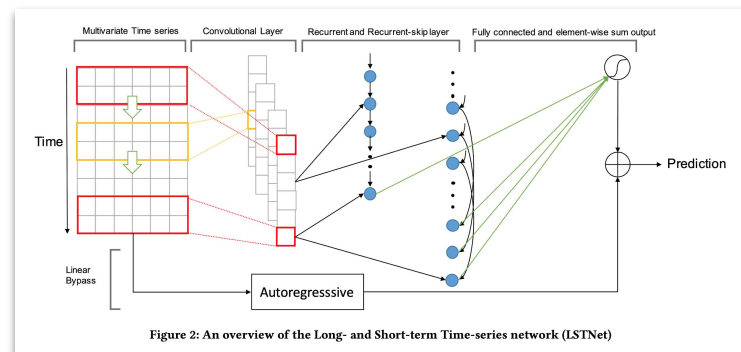 Multivariate Time series
Convolutional Layer
Recurrent and Recurrent-skip layer
Fully connected and element-wise sum output
Time
Prediction
Linear
Bypass
Autoregresssive
Figure 2: An overview of the Long- and Short-term Time-series network (LSTNet)